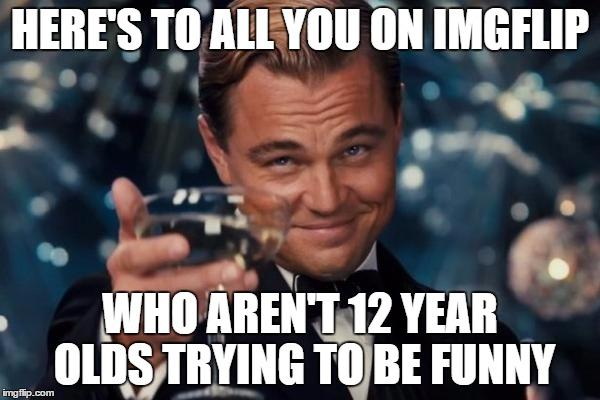 HERE'S TO ALL YOU ON IMGFLIP
WHO AREN'T 12 YEAR
OLDS TRYING TO BE FUNNY
imgflip.com